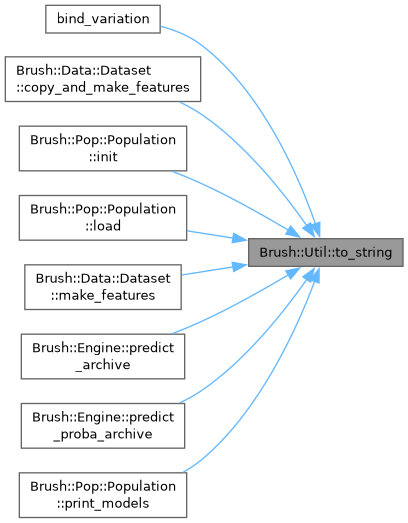 bind_variation
Brush::Data::Dataset
::copy_and_make_features
Brush::Pop::Population
::init
Brush::Pop::Population
::load
Brush::Util::to_string
Brush::Data::Dataset
::make_features
Brush::Engine::predict
_archive
Brush::Engine::predict
_proba_archive
Brush::Pop::Population
::print_models